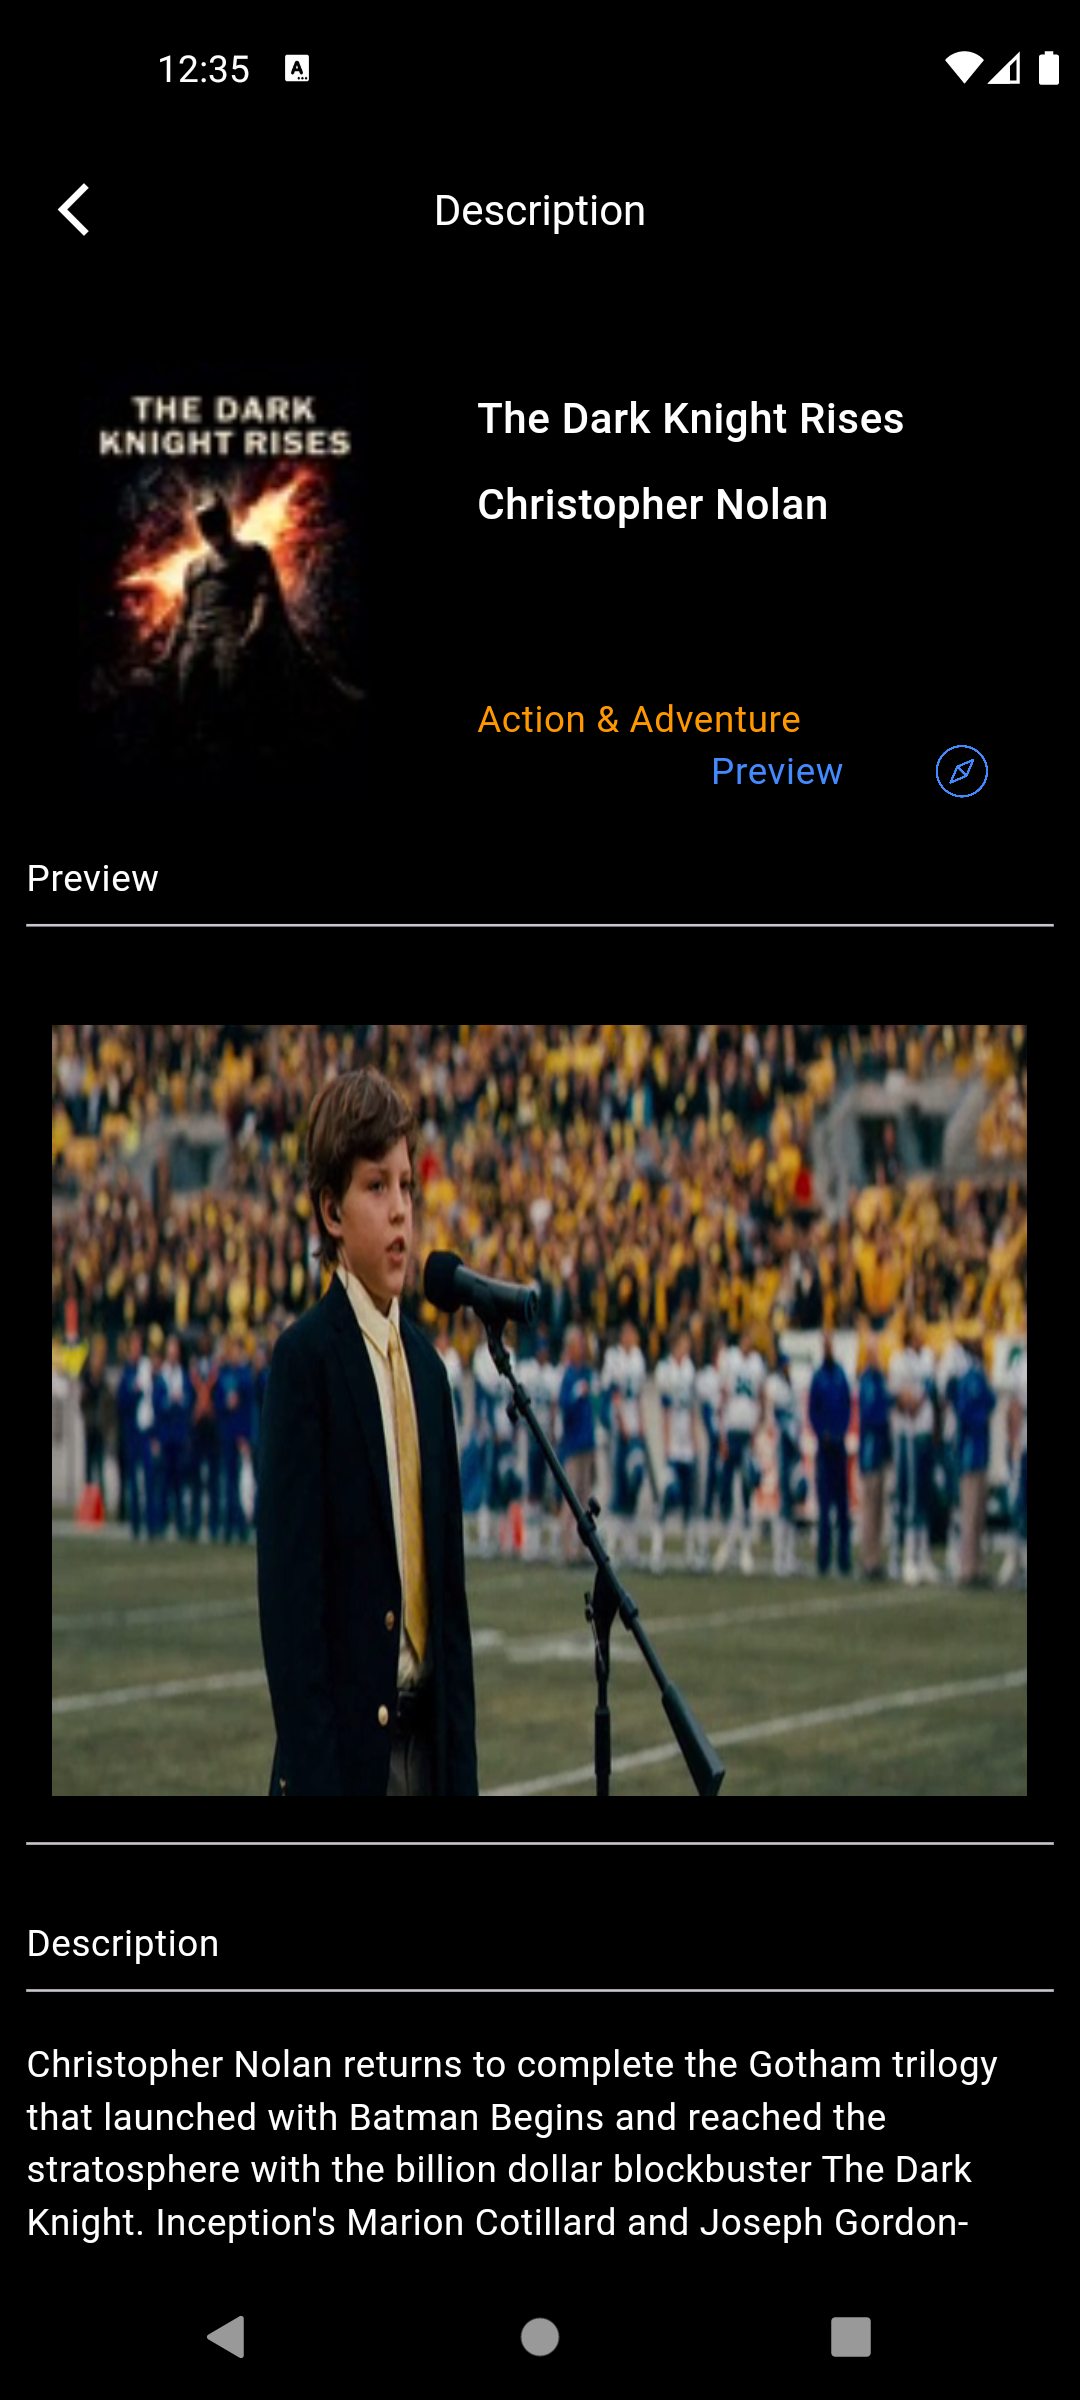 12:35
Description
THE DARK
KNIGHT RISES
The Dark Knight Rises
Christopher Nolan
Action & Adventure
Preview
Preview
Description
Christopher Nolan returns to complete the Gotham trilogy
that launched with Batman Begins and reached the
stratosphere with the billion dollar blockbuster The Dark
Knight. Inception's Marion Cotillard and Joseph Gordon-